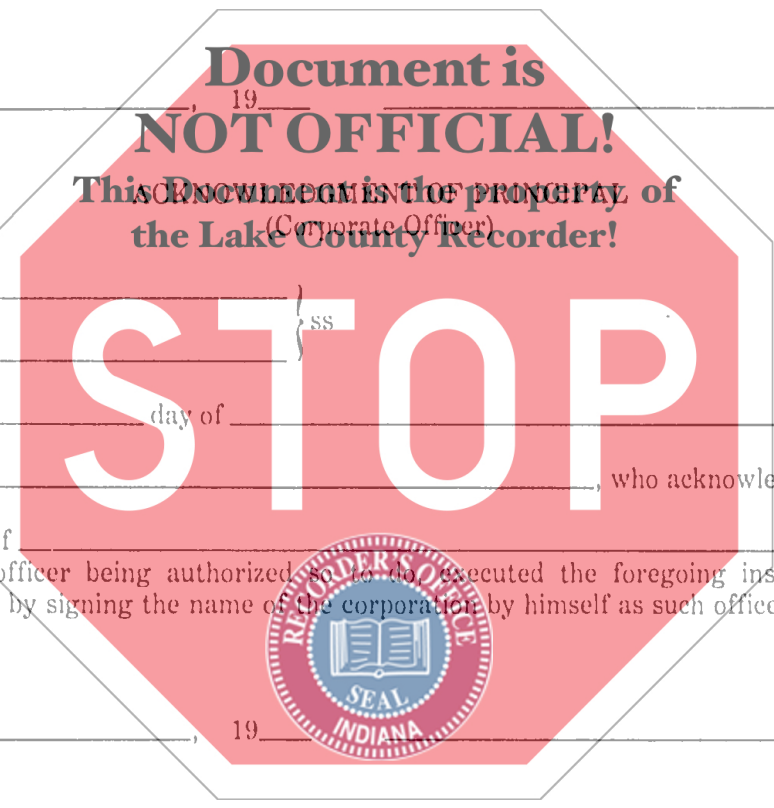 Document is
, 19
NOT OFFICIAL!
This Document is the property of
ACKNOWLEDGMENT OF PRINCIPAL
(Corporate Officer)
the Lake County Recorder!
ss
STOP
day of
, who acknowle
f
officer being authorized so to do, executed the foregoing ins
by signing the name of the corporation by himself as such office
RECORDER'S OFFICE
SEAL
INDIANA
, 19